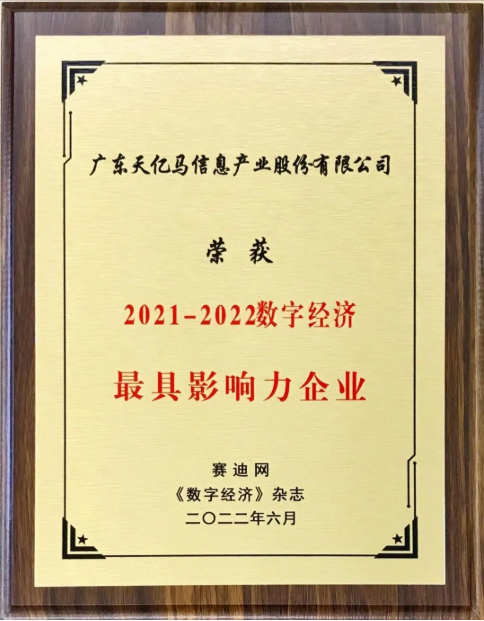 广东天亿马信息产业股份有限公司
荣获
2021-2022数字经济
最具影响力企业
赛迪网
《数字经济》杂志
二〇二二年六月